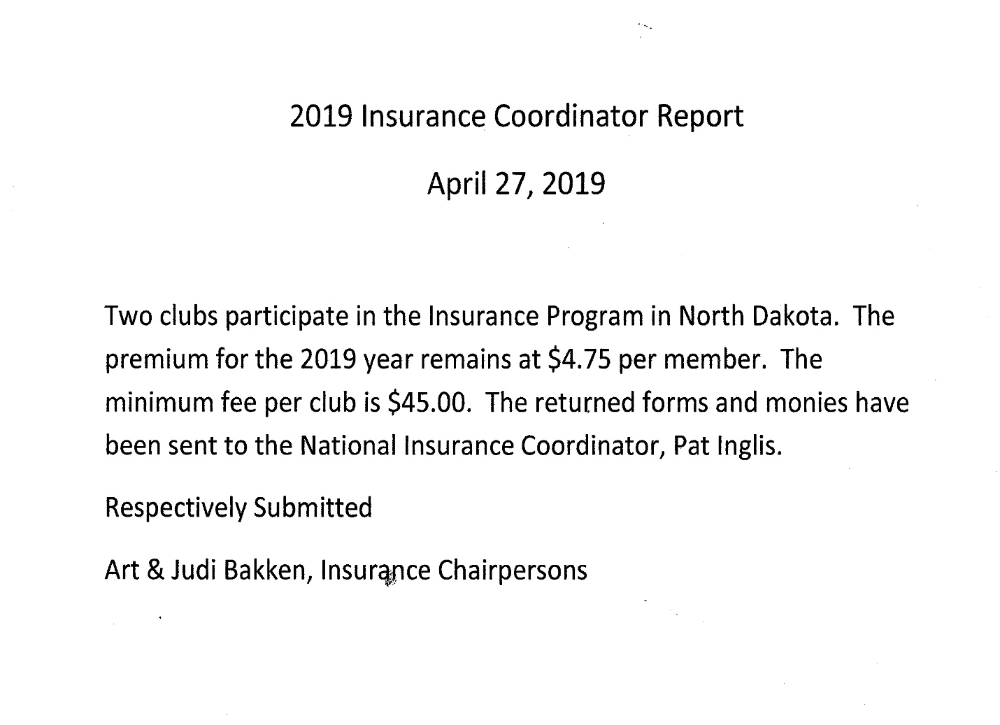 2019 Insurance Coordinator Report
April 27, 2019
Two clubs participate in the Insurance Program in North Dakota. The
premium for the 2019 year remains at $4.75 per member. The
minimum fee per club is $45.00. The returned forms and monies have
been sent to the National Insurance Coordinator, Pat Inglis.
Respectively Submitted
Art & Judi Bakken, Insurance Chairpersons